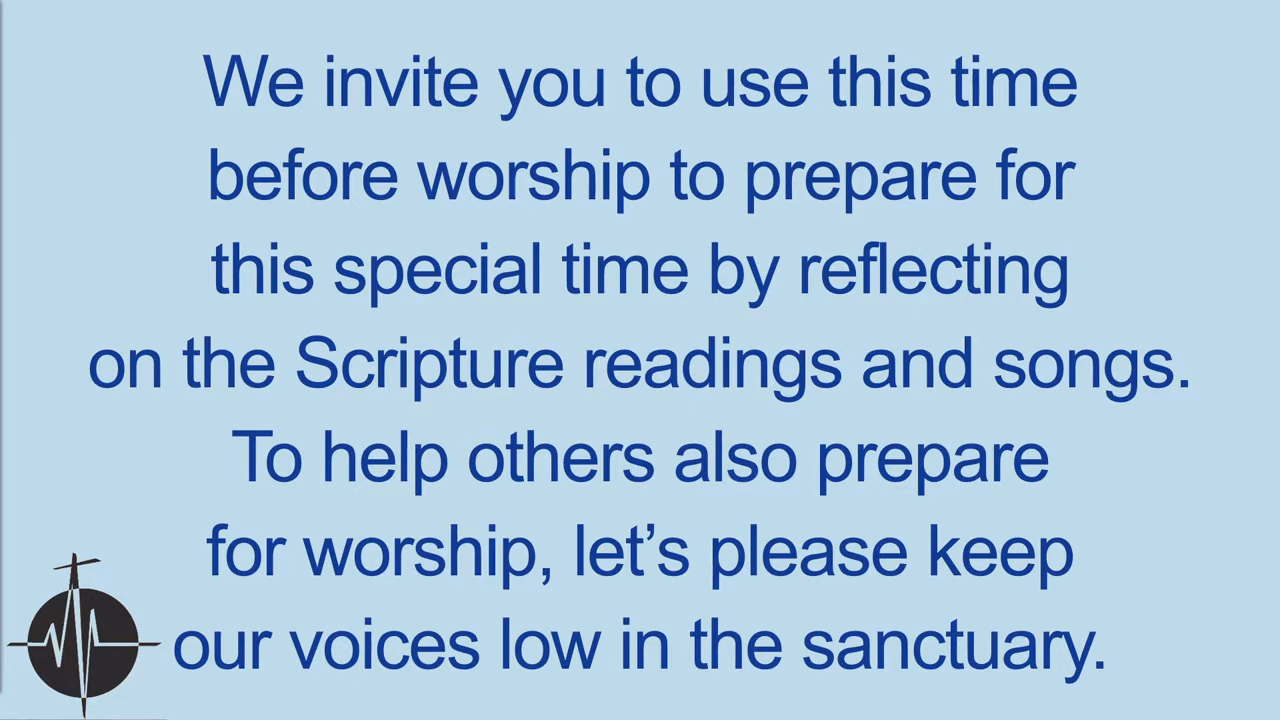 We invite you to use this time
before worship to prepare for
this special time by reflecting
on the Scripture readings and songs.
To help others also prepare
for worship, let’s please keep
our voices low in the sanctuary.